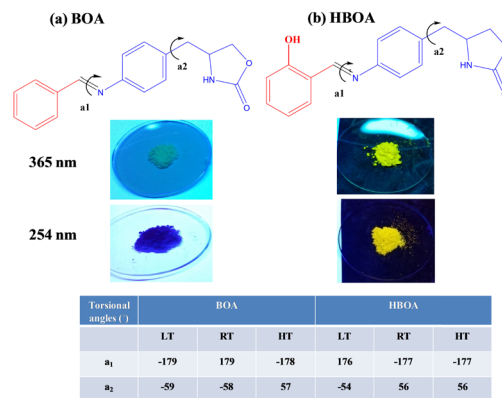 (a) BOA
(b) HBOA
a2
O
HN
O
N
a1
OH
a2
HN
O
N
a1
365 nm
254 nm
Torsional angles (°) BOA HBOA
LT RT HT LT RT HT
a1 -179 179 -178 176 -177 -177
a2 -59 -58 57 -54 56 56